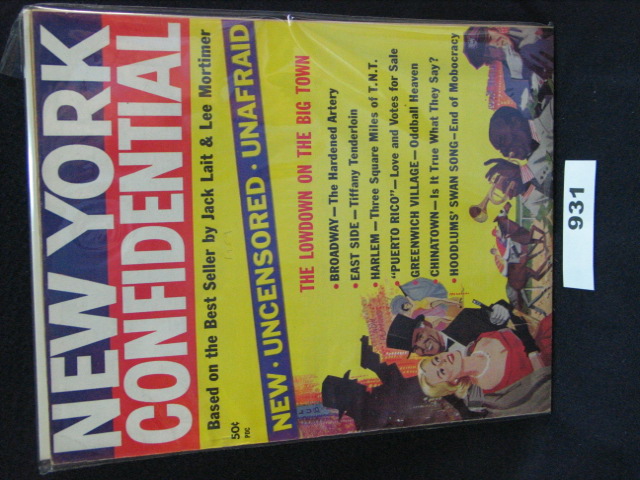 NEW YORK
CONFIDENTIAL
Based on the Best Seller by Jack Lait & Lee Mortimer
50¢
PDC
NEW · UNCENSORED · UNAFRAID
THE LOWDOWN ON THE BIG TOWN
• BROADWAY—The Hardened Artery
• EAST SIDE—Tiffany Tenderloin
• HARLEM—Three Square Miles of T.N.T.
• "PUERTO RICO"—Love and Votes for Sale
• GREENWICH VILLAGE—Oddball Heaven
• CHINATOWN—Is It True What They Say?
• HOODLUMS' SWAN SONG—End of Mobocracy
931